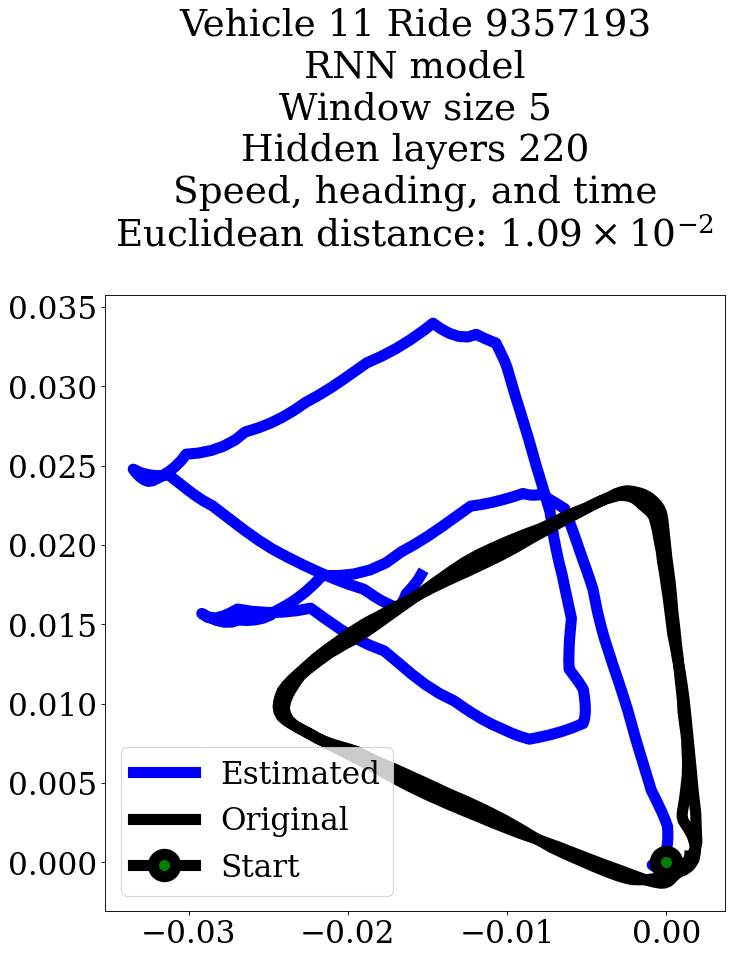 Vehicle 11 Ride 9357193
RNN model
Window size 5
Hidden layers 220
Speed, heading, and time
Euclidean distance: 1.09 × 10⁻²
0.035
0.030
0.025
0.020
0.015
0.010
0.005
0.000
Estimated
Original
Start
−0.03 −0.02 −0.01 0.00